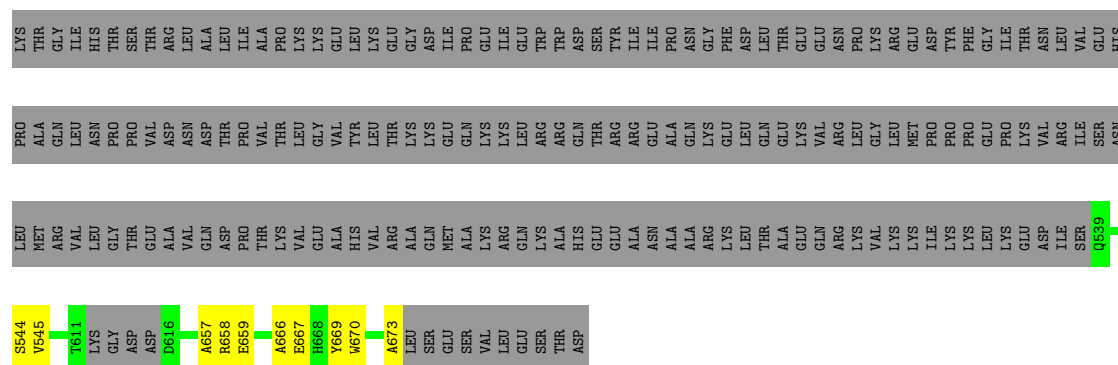 LYS THR GLY ILE HIS THR SER THR ARG LEU ALA LEU ILE ALA PRO LYS LYS GLU LEU LYS GLU GLY ASP ILE PRO GLU ILE GLU TRP TRP ASP SER TYR ILE ILE PRO ASN GLY PHE ASP LEU THR GLU GLU ASN PRO LYS ARG GLU ASP TYR PHE GLY ILE THR ASN LEU VAL GLU HIS
PRO ALA GLN LEU ASN PRO PRO VAL ASP ASN ASP THR PRO VAL THR LEU GLY VAL TYR LEU THR LYS LYS GLU GLN LYS LYS LEU ARG ARG GLN THR ARG ARG GLU ALA GLN LYS GLU LEU GLN GLU LYS VAL ARG LEU GLY LEU MET PRO PRO PRO GLU PRO LYS VAL ARG ILE SER ASN
LEU MET ARG VAL LEU GLY THR GLU ALA VAL GLN ASP PRO THR LYS VAL GLU ALA HIS VAL ARG ALA GLN MET ALA LYS ARG GLN LYS ALA HIS GLU GLU ALA ASN ALA ALA ARG LYS LEU THR ALA GLU GLN ARG LYS VAL LYS LYS ILE LYS LYS LEU LYS GLU ASP ILE SER Q539
S544 V545 T611 LYS GLY ASP ASP D616 A657 R658 E659 A666 E667 H668 Y669 W670 A673 LEU SER GLU SER VAL LEU GLU SER THR ASP